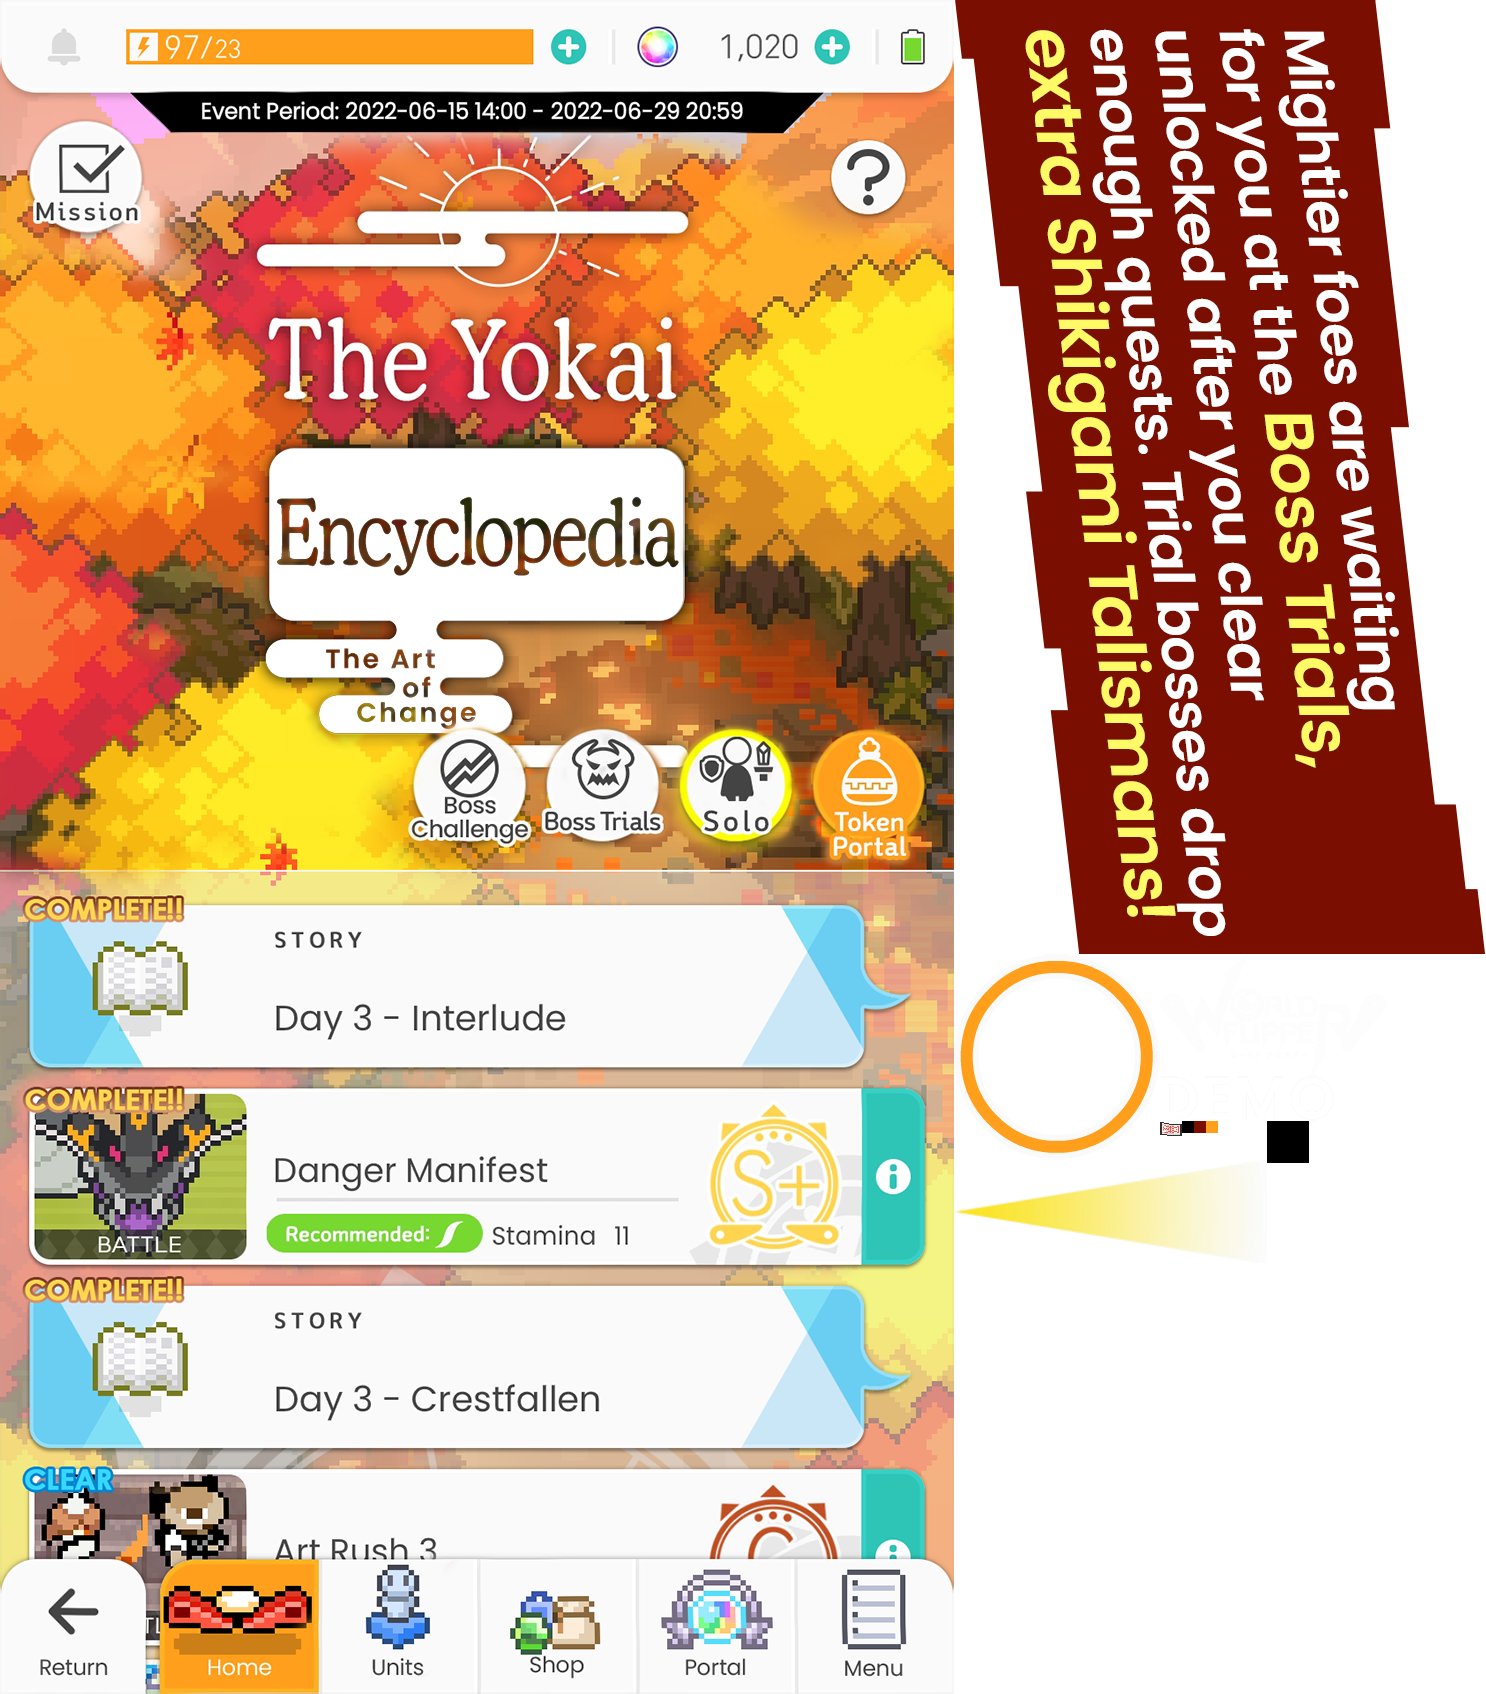 97/23
1,020
Event Period: 2022-06-15 14:00 - 2022-06-29 20:59
Mission
?
The Yokai
Encyclopedia
The Art
of
Change
Boss
Challenge
Boss Trials
Solo
Token
Portal
COMPLETE!!
STORY
Day 3 - Interlude
COMPLETE!!
Danger Manifest
S+
BATTLE
Recommended:
Stamina 11
COMPLETE!!
STORY
Day 3 - Crestfallen
CLEAR
Art Rush 3
C
Return
Home
Units
Shop
Portal
Menu
Mightier foes are waiting
for you at the Boss Trials,
unlocked after you clear
enough quests. Trial bosses drop
extra Shikigami Talismans!
WORLD
FLIPPER
DEMO